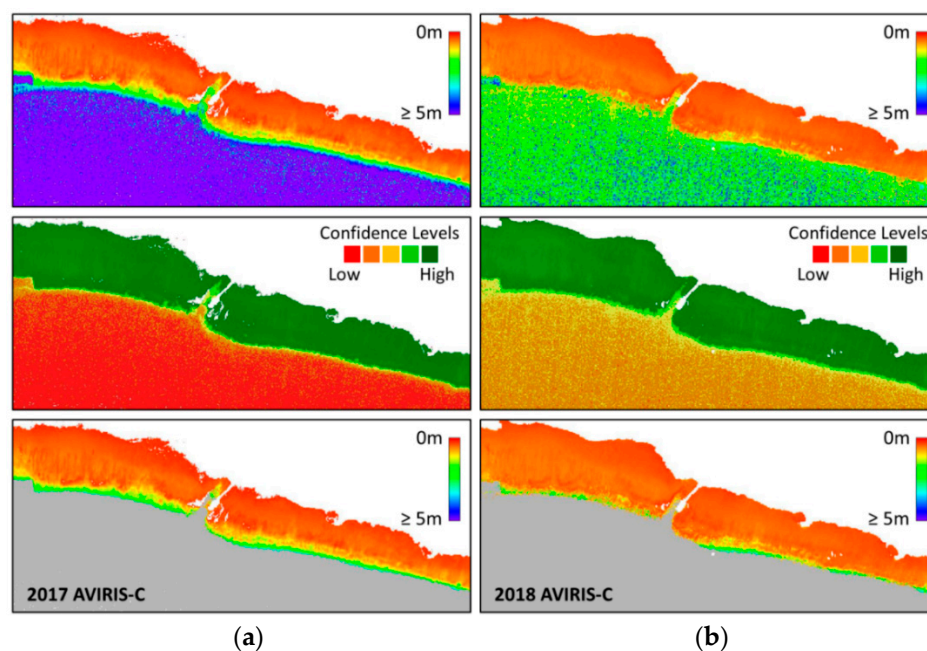 0m
≥ 5m
0m
≥ 5m
Confidence Levels
Low High
Confidence Levels
Low High
0m
≥ 5m
2017 AVIRIS-C
0m
≥ 5m
2018 AVIRIS-C
(a)
(b)